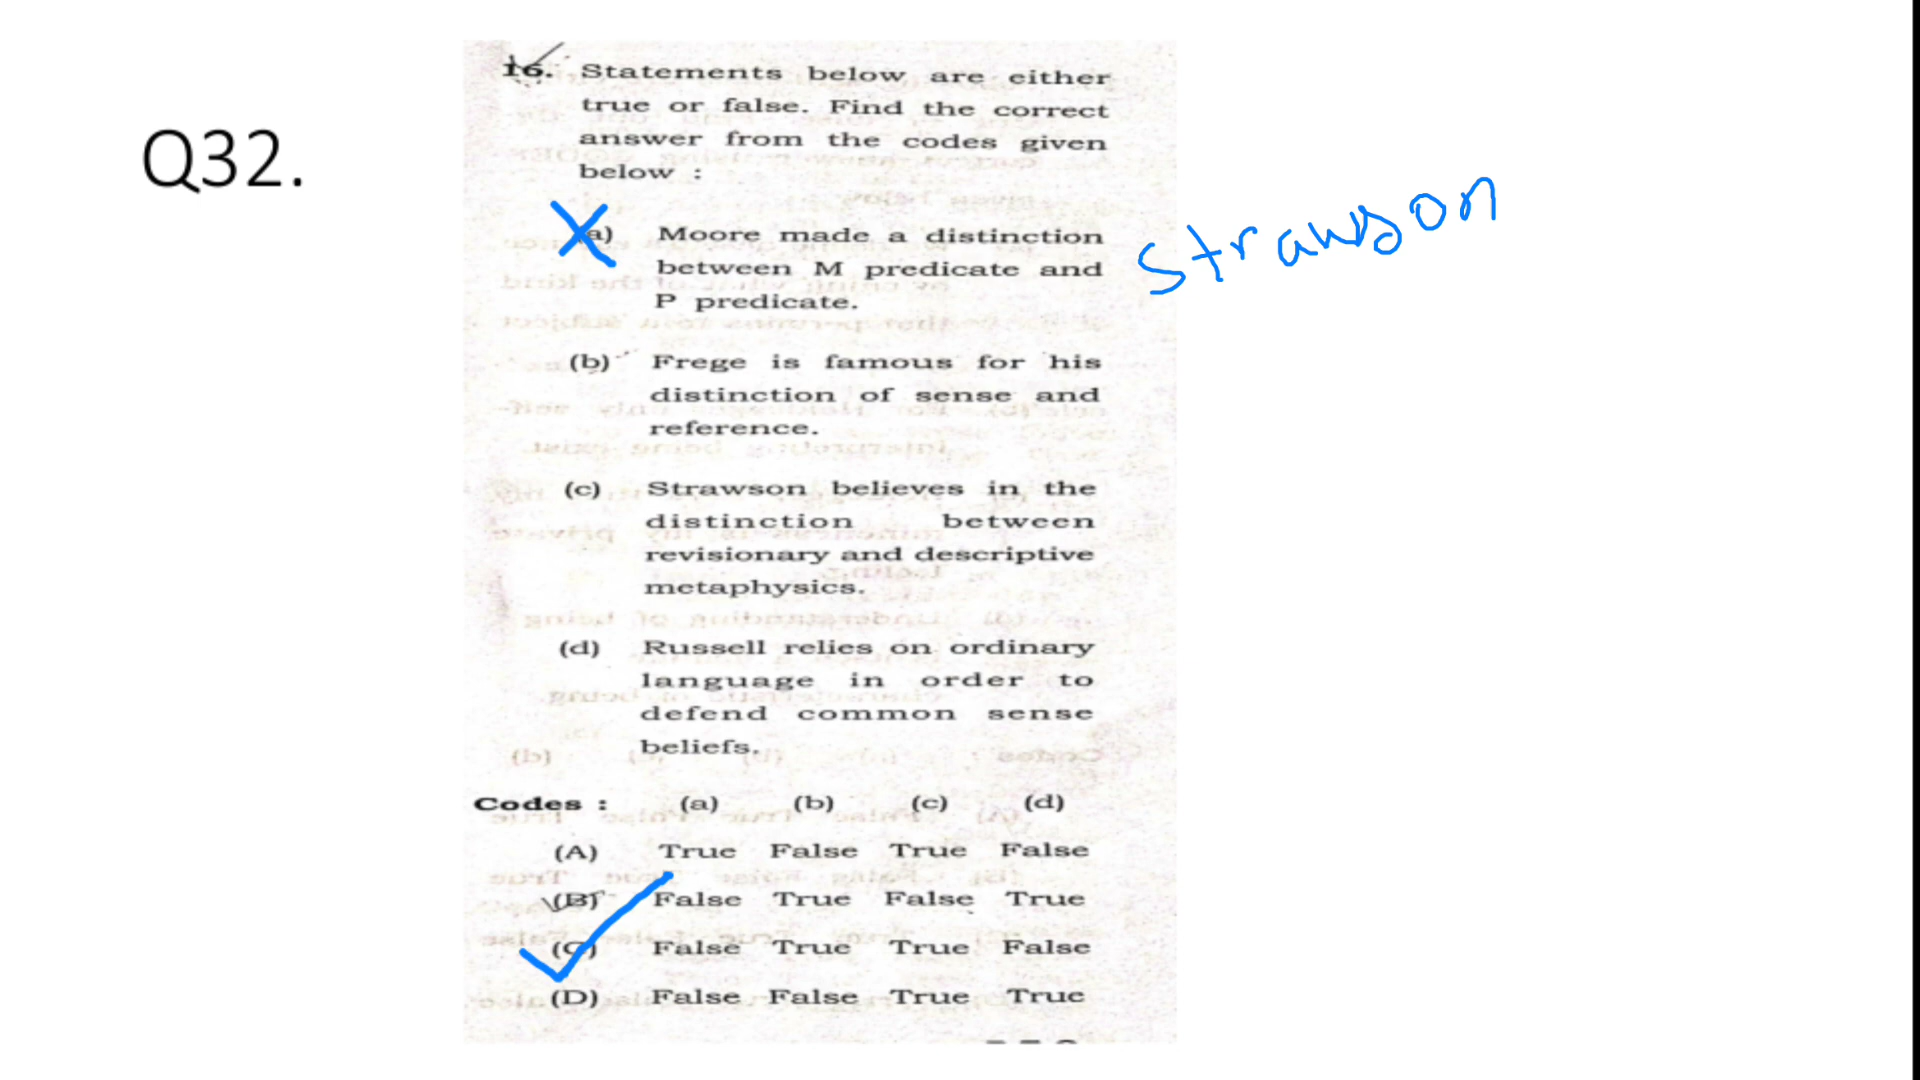 Q32.
16. Statements below are either
true or false. Find the correct
answer from the codes given
below :
(a) Moore made a distinction
between M predicate and
P predicate.
Strawson
(b) Frege is famous for his
distinction of sense and
reference.
(c) Strawson believes in the
distinction between
revisionary and descriptive
metaphysics.
(d) Russell relies on ordinary
language in order to
defend common sense
beliefs.
Codes : (a) (b) (c) (d)
(A) True False True False
(B) False True False True
(C) False True True False
(D) False False True True